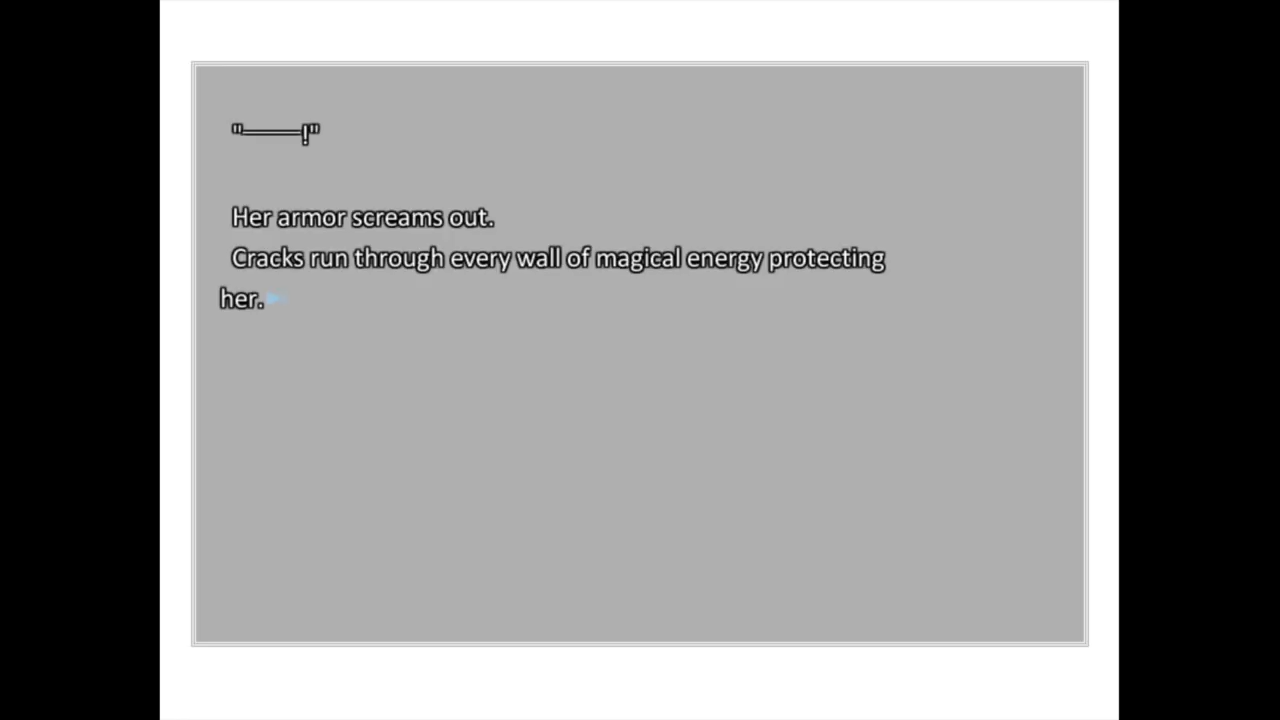 "―――!"
Her armor screams out.
Cracks run through every wall of magical energy protecting
her.